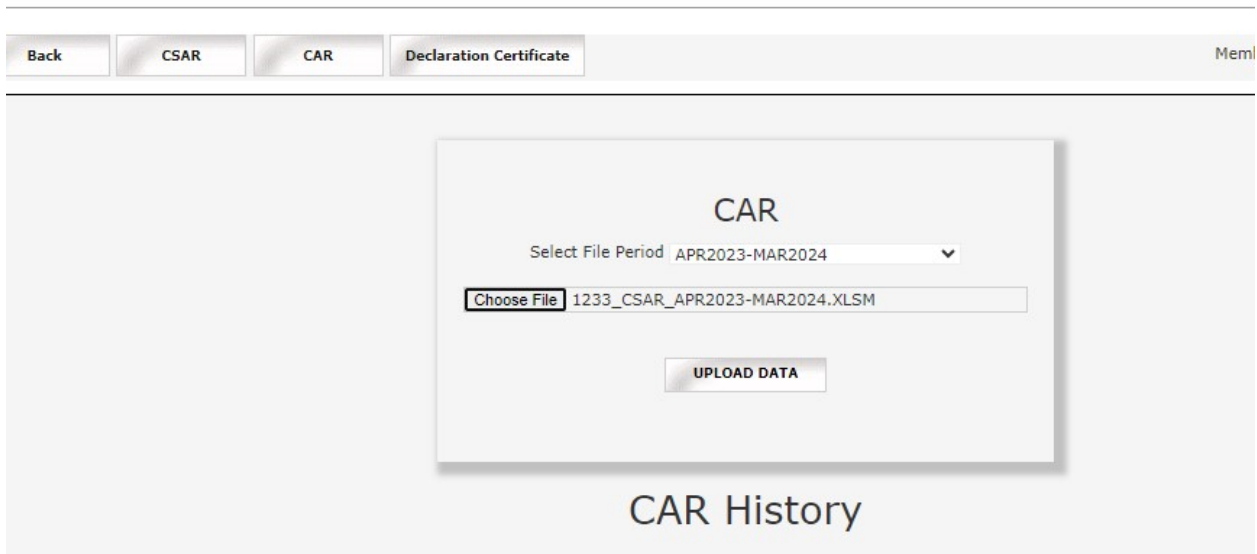 Back CSAR CAR Declaration Certificate
CAR
Select File Period APR2023-MAR2024
Choose File 1233_CSAR_APR2023-MAR2024.XLSM
UPLOAD DATA
CAR History